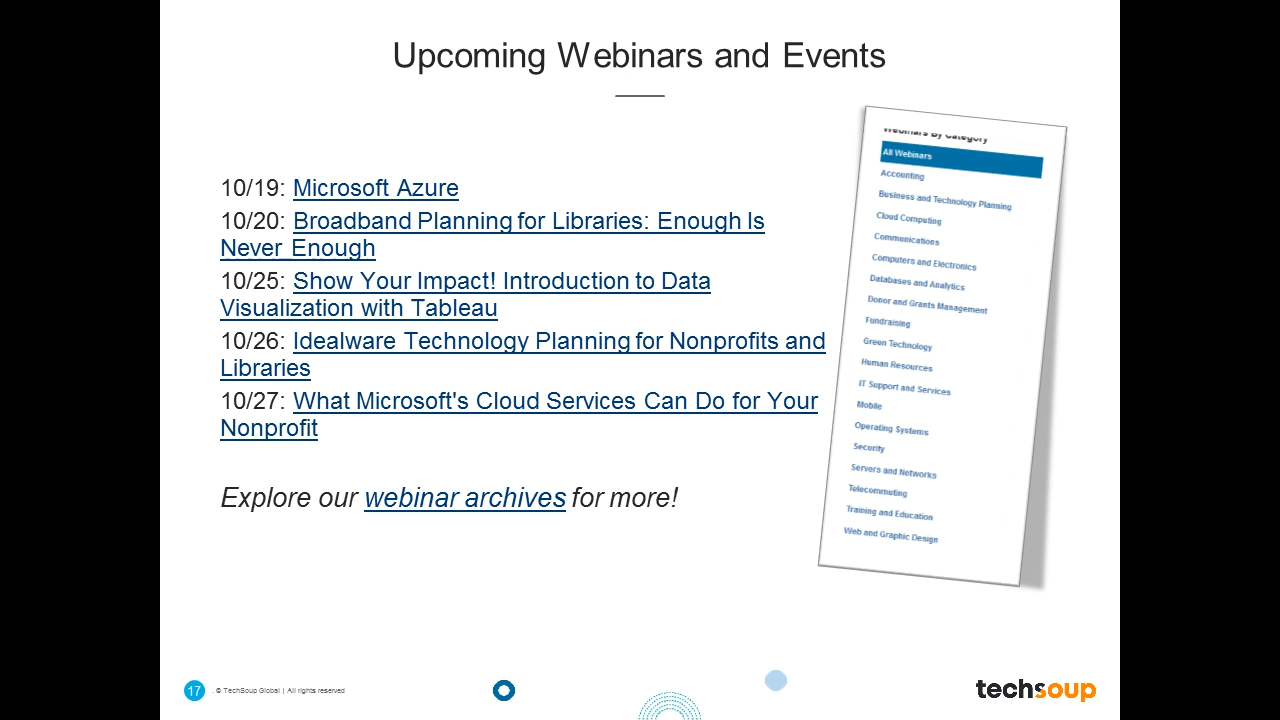 Upcoming Webinars and Events
10/19: Microsoft Azure
10/20: Broadband Planning for Libraries: Enough Is
Never Enough
10/25: Show Your Impact! Introduction to Data
Visualization with Tableau
10/26: Idealware Technology Planning for Nonprofits and
Libraries
10/27: What Microsoft's Cloud Services Can Do for Your
Nonprofit
Explore our webinar archives for more!
Webinars By Category
All Webinars
Accounting
Business and Technology Planning
Cloud Computing
Communications
Computers and Electronics
Databases and Analytics
Donor and Grants Management
Fundraising
Green Technology
Human Resources
IT Support and Services
Mobile
Operating Systems
Security
Servers and Networks
Telecommuting
Training and Education
Web and Graphic Design
17 . © TechSoup Global | All rights reserved
techsoup